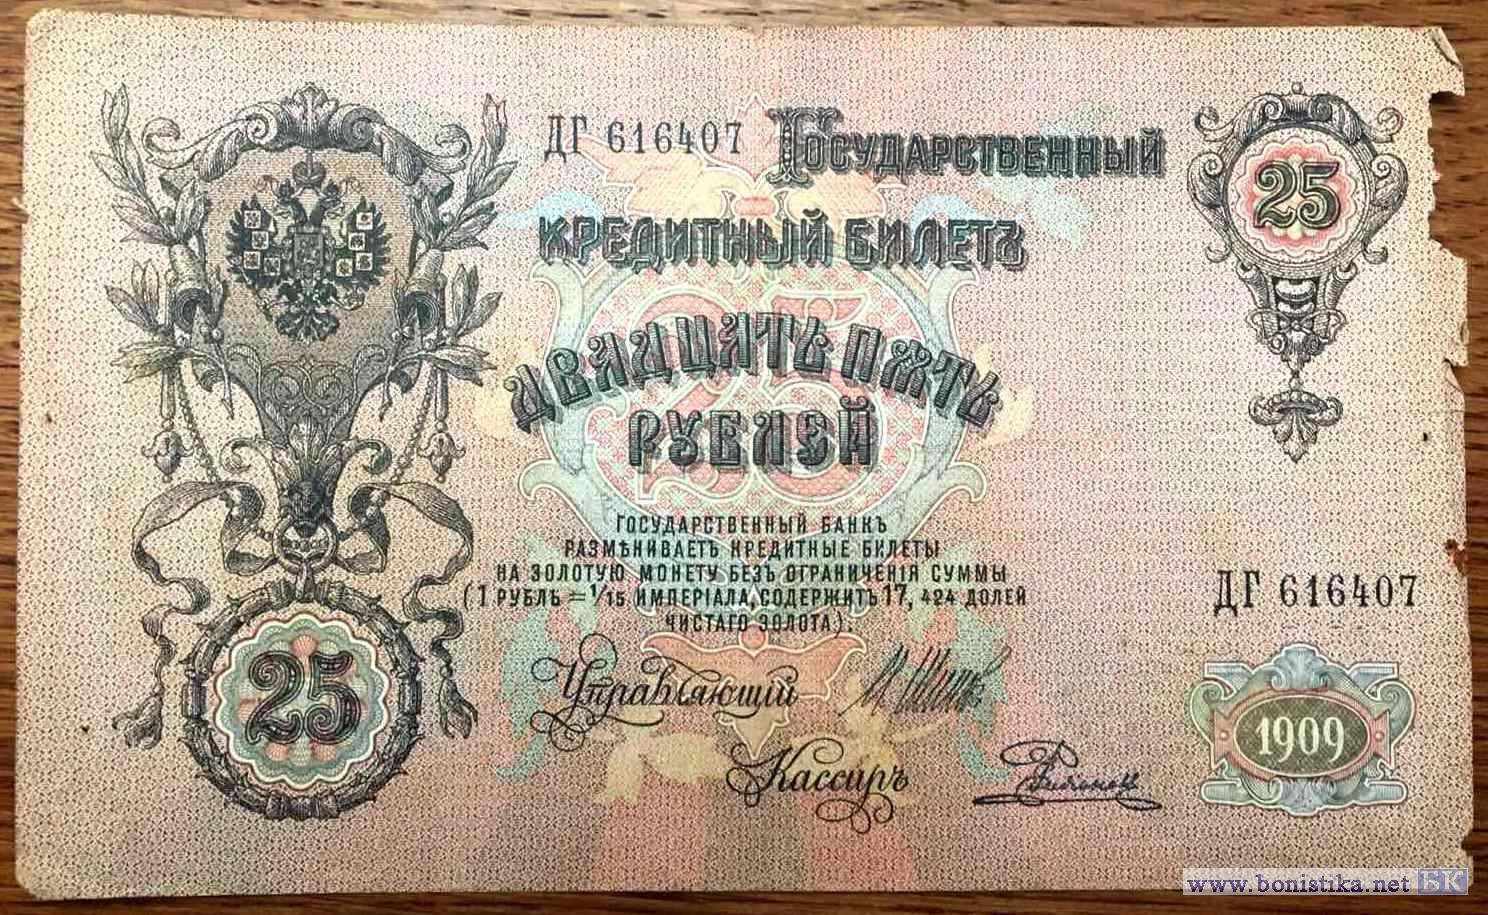 ДГ 616407
Государственный
кредитный билетъ
25
двадцать пять
рублей
Государственный банкъ
размѣниваетъ кредитные билеты
на золотую монету безъ ограниченія суммы
(1 рубль = 1/15 имперіала, содержитъ 17,424 долей
чистаго золота).
ДГ 616407
Управляющій
25
1909
Кассиръ
www.bonistika.net БК